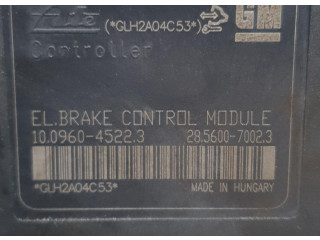 Ate (*GLH2A04C53*) GM
Controller
EL.BRAKE CONTROL MODULE
10.0960-4522.3 28.5600-7002.3
*GLH2A04C53* MADE IN HUNGARY